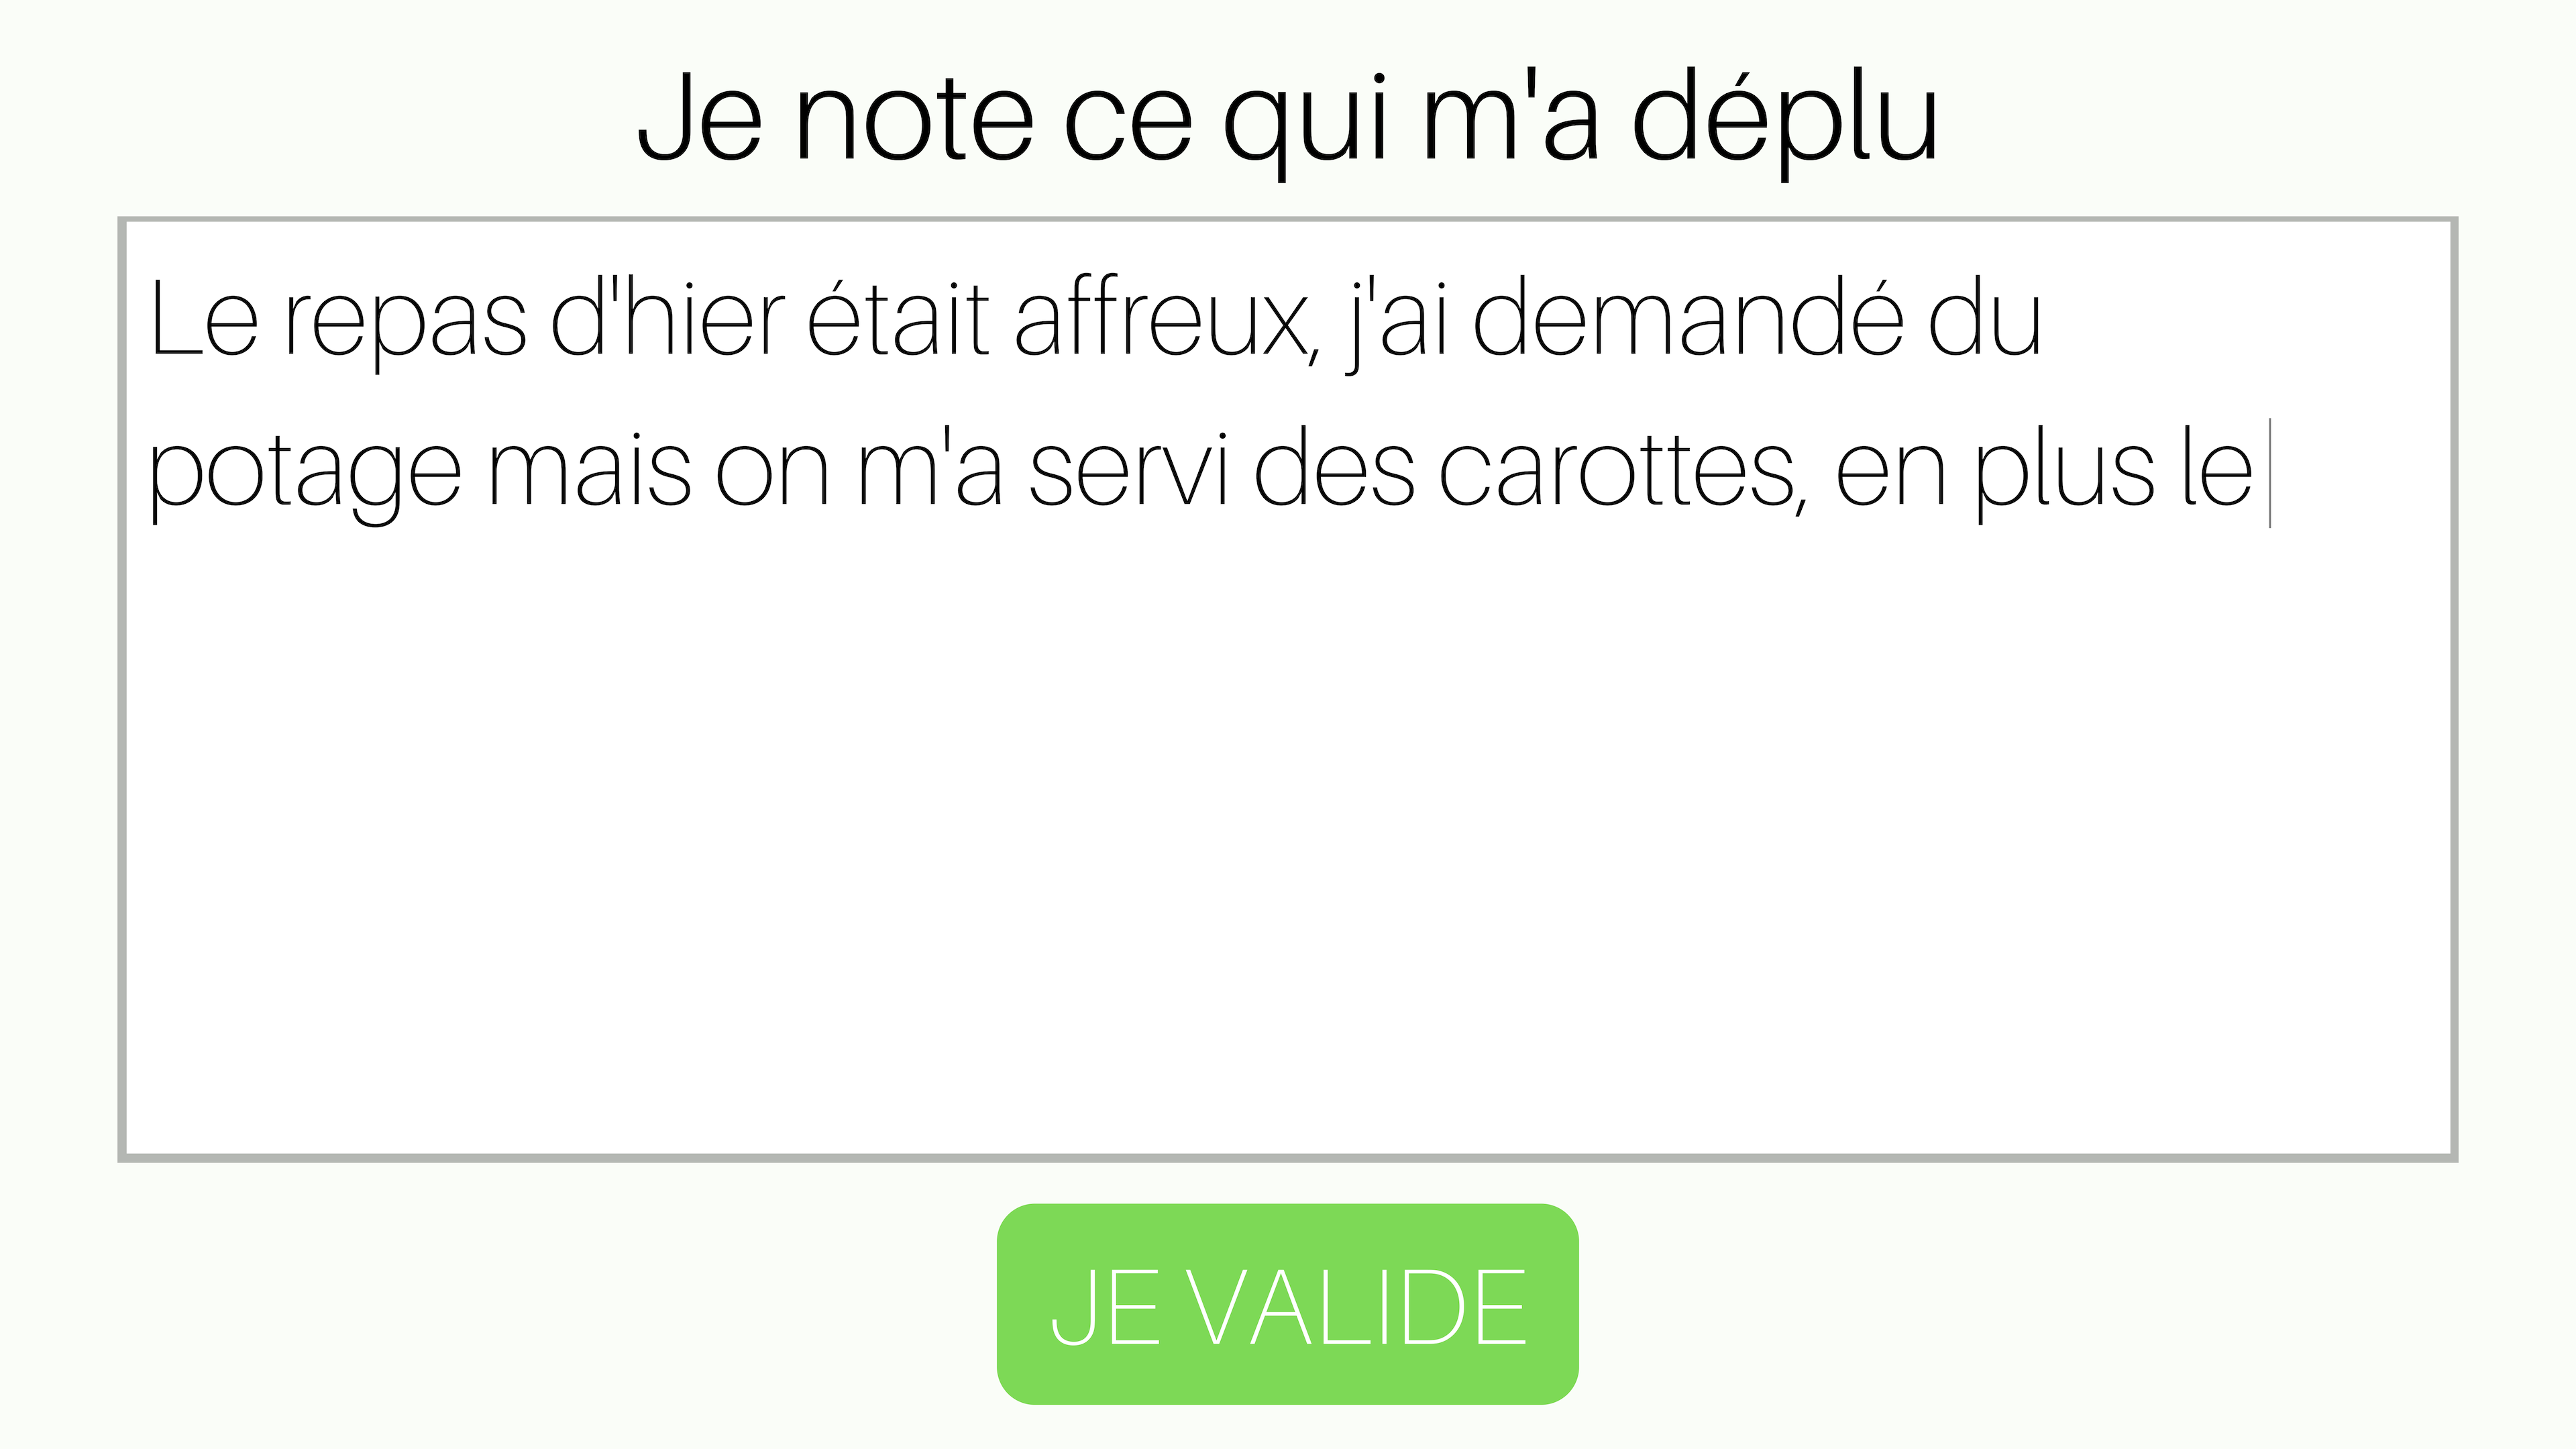 Je note ce qui m'a déplu
Le repas d'hier était affreux, j'ai demandé du
potage mais on m'a servi des carottes, en plus le
JE VALIDE